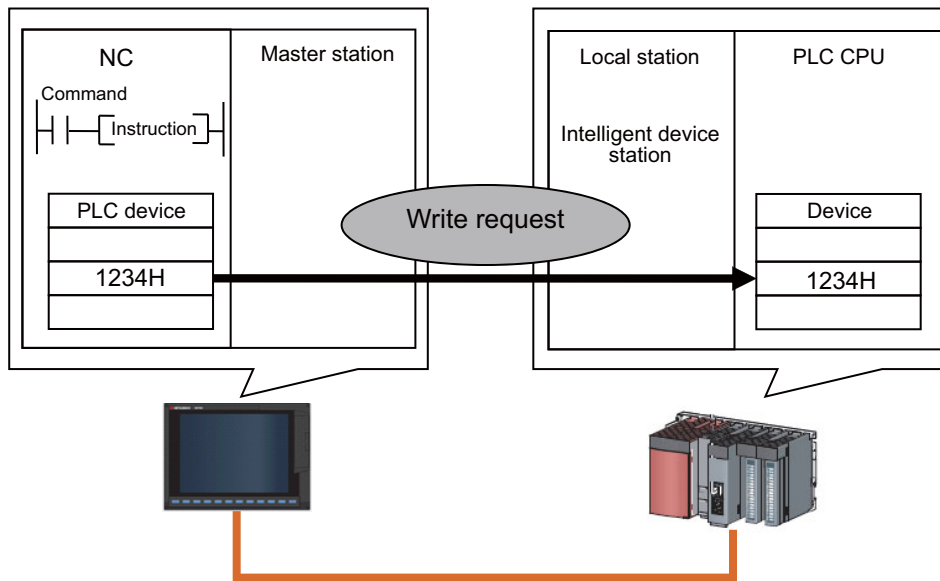 NC
Master station
Command
Instruction
PLC device
1234H
Write request
Local station
PLC CPU
Intelligent device
station
Device
1234H